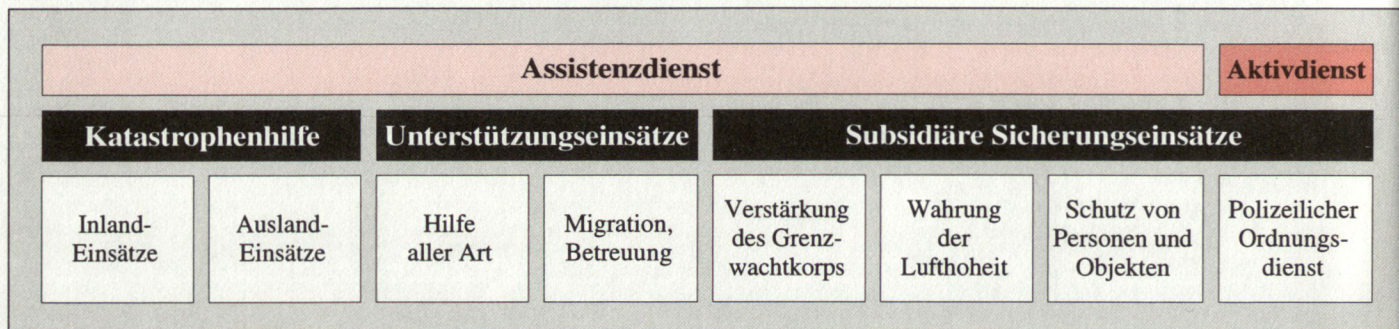 Assistenzdienst
Aktivdienst
Katastrophenhilfe
Unterstützungseinsätze
Subsidiäre Sicherungseinsätze
Inland-
Einsätze
Ausland-
Einsätze
Hilfe
aller Art
Migration,
Betreuung
Verstärkung
des Grenz-
wachtkorps
Wahrung
der
Lufthoheit
Schutz von
Personen und
Objekten
Polizeilicher
Ordnungs-
dienst